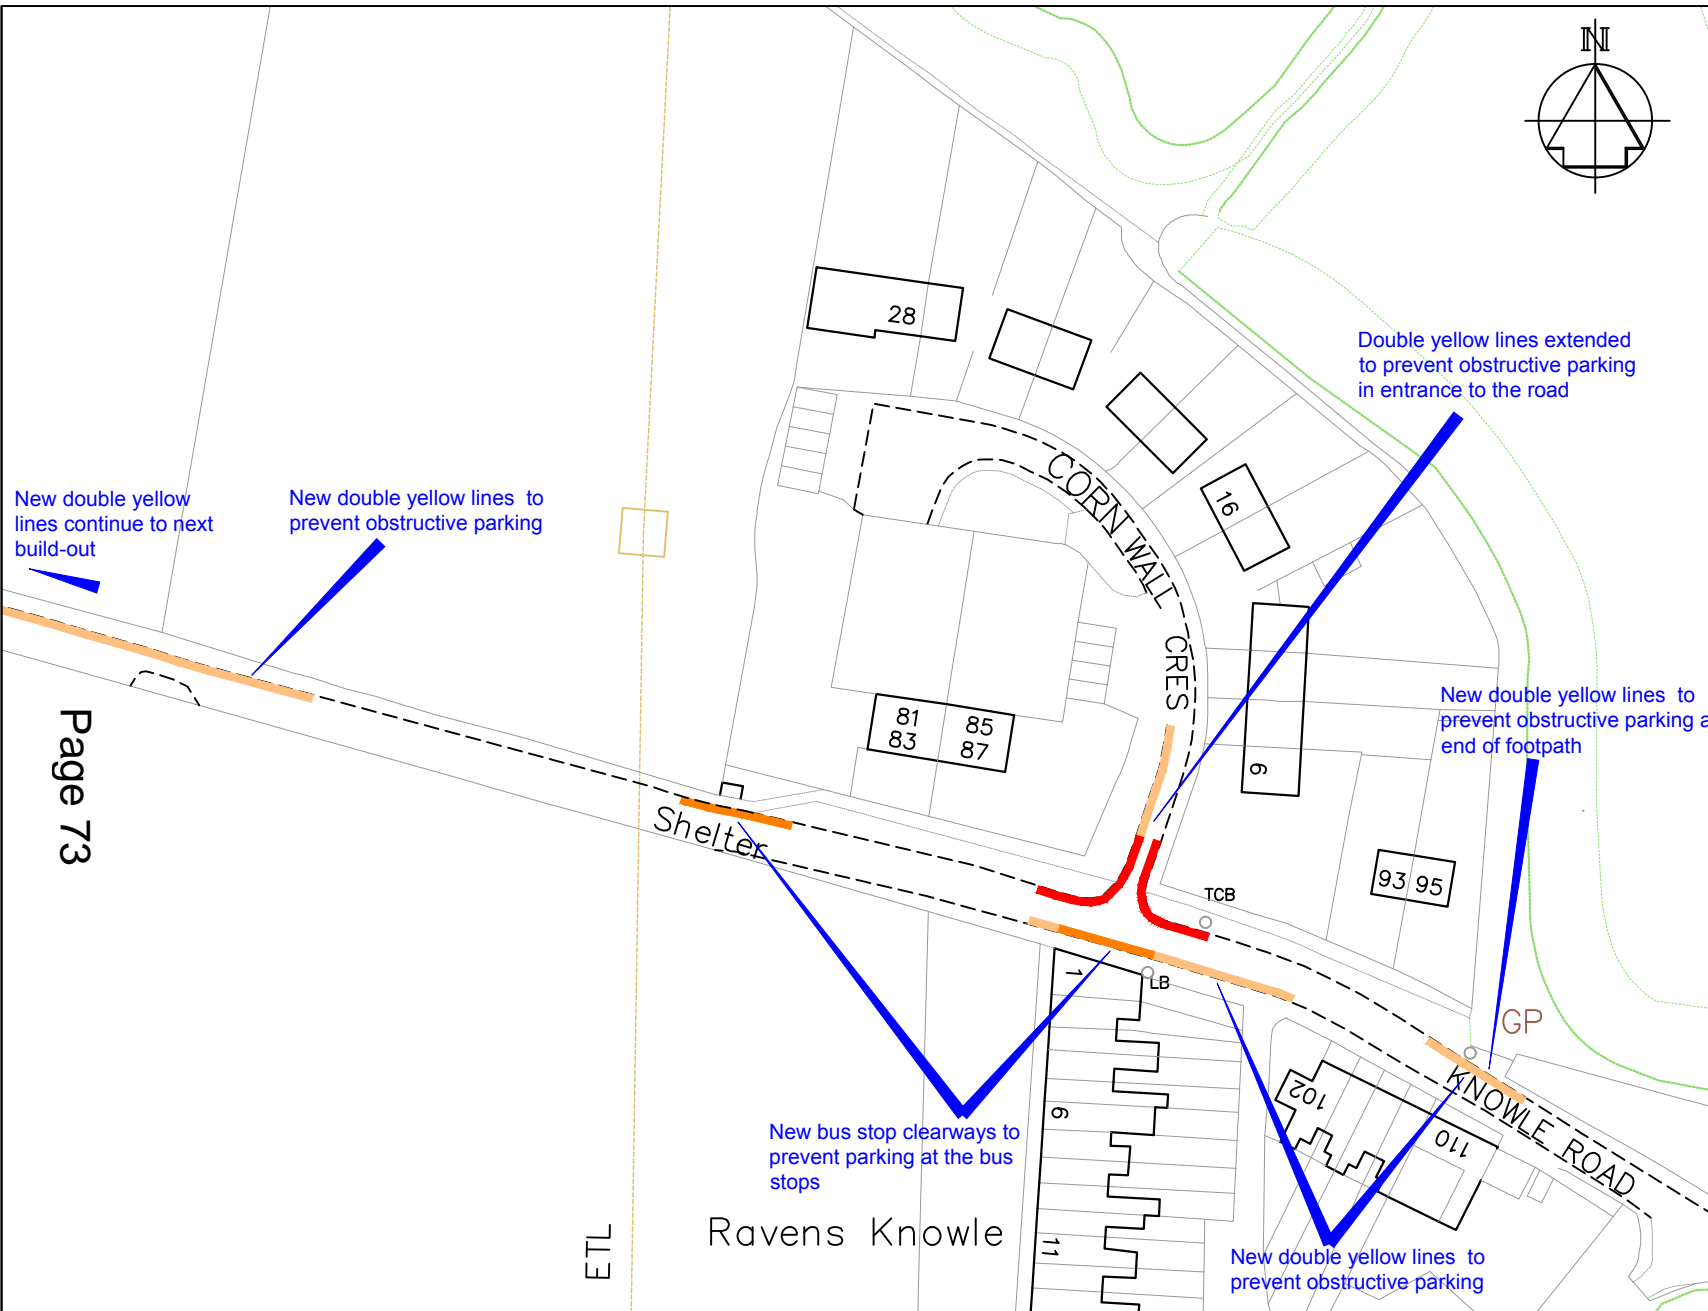 N
28
Double yellow lines extended
to prevent obstructive parking
in entrance to the road
CORN WALL
CRES
16
New double yellow
lines continue to next
build-out
New double yellow lines to
prevent obstructive parking
81 85
83 87
New double yellow lines to
prevent obstructive parking a
end of footpath
6
Page 73
Shelter
93 95
TCB
LB
1
GP
KNOWLE ROAD
102
110
6
New bus stop clearways to
prevent parking at the bus
stops
Ravens Knowle
11
ETL
New double yellow lines to
prevent obstructive parking